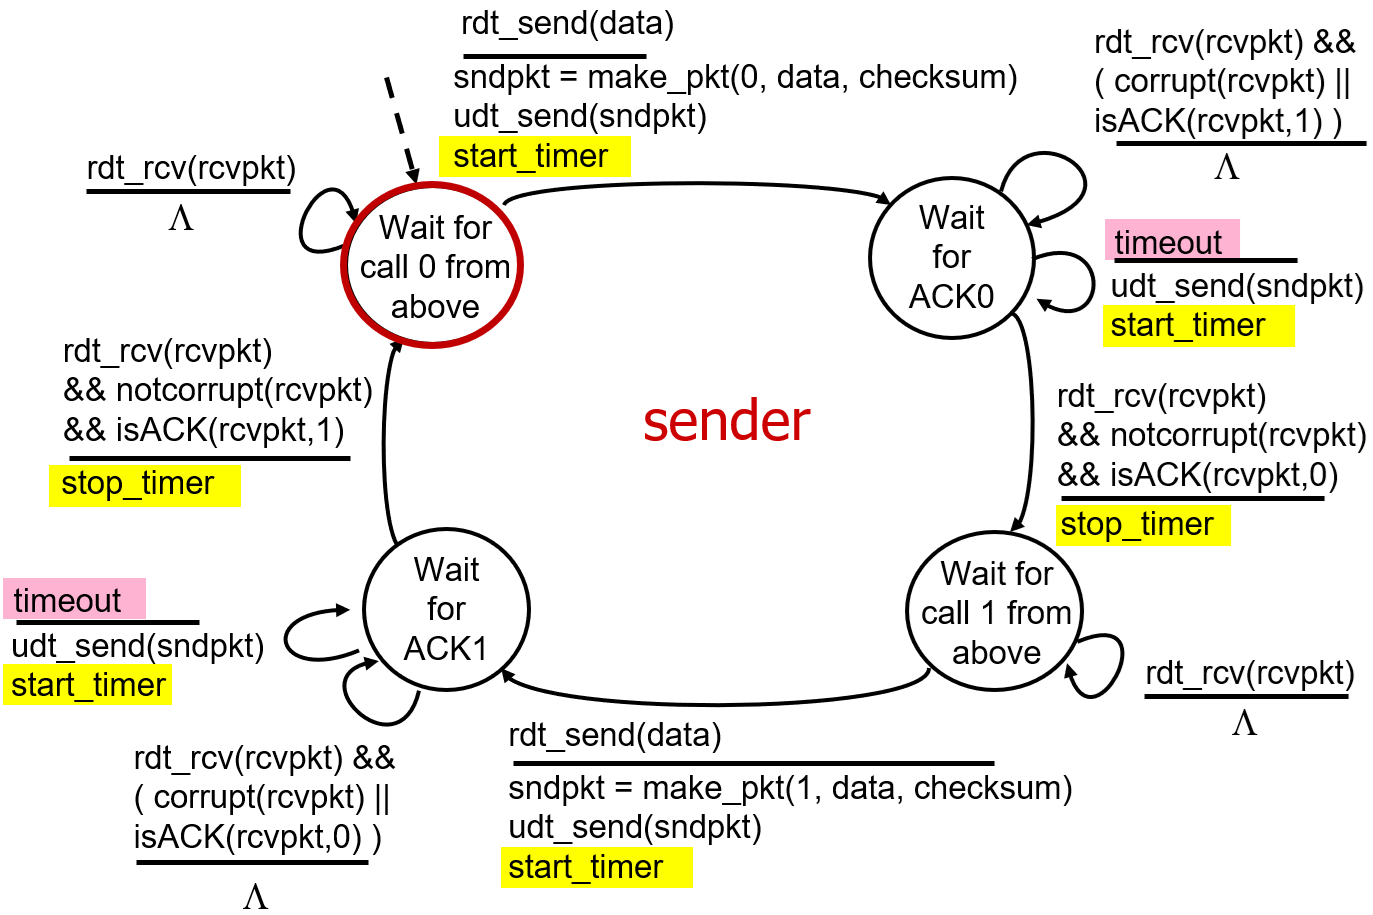 rdt_send(data)
sndpkt = make_pkt(0, data, checksum)
udt_send(sndpkt)
start_timer
rdt_rcv(rcvpkt) &&
( corrupt(rcvpkt) ||
isACK(rcvpkt,1) )
Λ
rdt_rcv(rcvpkt)
Λ
Wait for
call 0 from
above
Wait
for
ACK0
timeout
udt_send(sndpkt)
start_timer
rdt_rcv(rcvpkt)
&& notcorrupt(rcvpkt)
&& isACK(rcvpkt,1)
stop_timer
sender
rdt_rcv(rcvpkt)
&& notcorrupt(rcvpkt)
&& isACK(rcvpkt,0)
stop_timer
Wait
for
ACK1
Wait for
call 1 from
above
timeout
udt_send(sndpkt)
start_timer
rdt_rcv(rcvpkt)
Λ
rdt_rcv(rcvpkt) &&
( corrupt(rcvpkt) ||
isACK(rcvpkt,0) )
Λ
rdt_send(data)
sndpkt = make_pkt(1, data, checksum)
udt_send(sndpkt)
start_timer